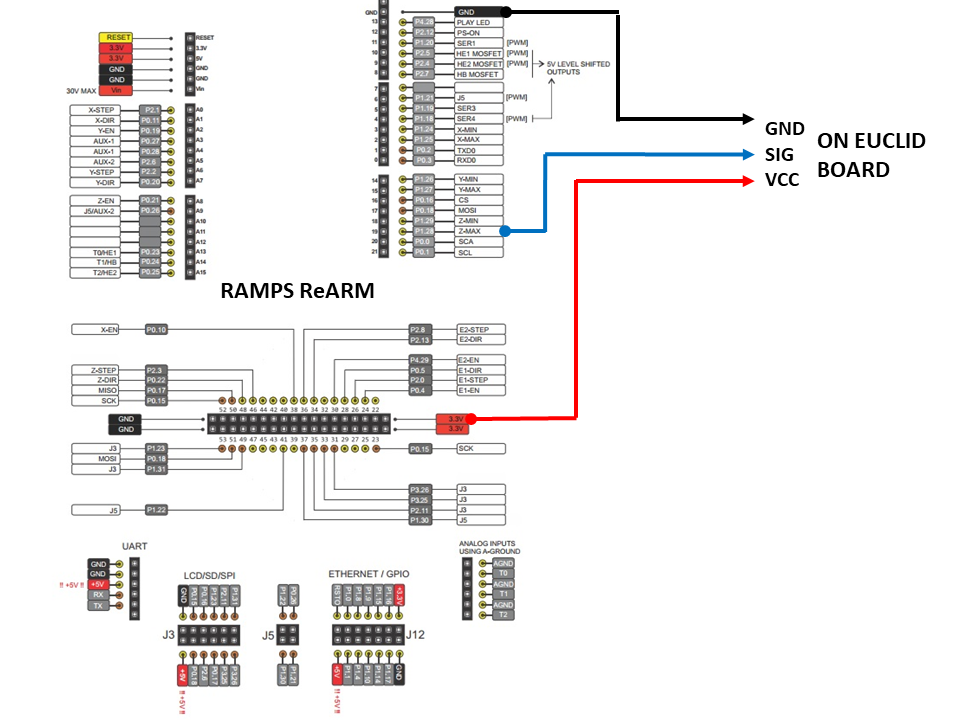 GND
13 P4.28 PLAY LED
12 P2.12 PS-ON
11 P1.20 SER1 [PWM]
10 P2.5 HE1 MOSFET [PWM]
9 P2.4 HE2 MOSFET [PWM]
8 P2.7 HB MOSFET
5V LEVEL SHIFTED
OUTPUTS
RESET RESET
3.3V 3.3V
3.3V 5V
GND GND
GND GND
30V MAX Vin Vin
7
6 P1.21 J5 [PWM]
5 P1.19 SER3
4 P1.18 SER4 [PWM]
3 P1.24 X-MIN
2 P1.25 X-MAX
1 P0.2 TXD0
0 P0.3 RXD0
X-STEP P2.1 A0
X-DIR P0.11 A1
Y-EN P0.19 A2
AUX-1 P0.27 A3
AUX-1 P0.28 A4
AUX-2 P2.6 A5
Y-STEP P2.2 A6
Y-DIR P0.20 A7
GND
SIG
VCC
ON EUCLID
BOARD
14 P1.26 Y-MIN
15 P1.27 Y-MAX
16 P0.16 CS
17 P0.18 MOSI
18 P1.29 Z-MIN
19 P1.28 Z-MAX
20 P0.0 SCA
21 P0.1 SCL
Z-EN P0.21 A8
J5/AUX-2 P0.26 A9
A10
A11
A12
T0/HE1 P0.23 A13
T1/HB P0.24 A14
T2/HE2 P0.25 A15
RAMPS ReARM
X-EN P0.10
P2.8 E2-STEP
P2.13 E2-DIR
P4.29 E2-EN
P0.5 E1-DIR
P2.0 E1-STEP
P0.4 E1-EN
Z-STEP P2.3
Z-DIR P0.22
MISO P0.17
SCK P0.15
52 50 48 46 44 42 40 38 36 34 32 30 28 26 24 22
GND 3.3V
GND 3.3V
53 51 49 47 45 43 41 39 37 35 33 31 29 27 25 23
J3 P1.23
MOSI P0.18
J3 P1.31
P0.15 SCK
P3.26 J3
P3.25 J3
P2.11 J3
P1.30 J5
J5 P1.22
UART
GND
GND
!! +5V !! +5V
RX
TX
LCD/SD/SPI
GND P0.15 P0.16 P1.23 P2.11 P1.31
J3
+5V P0.18 P2.6 P0.17 P3.25 P3.26
!! +5V !!
P1.22 P0.26
J5
P1.30 P1.21
ETHERNET / GPIO
+3.3V
J12
+5V P1.1 P1.4 P1.10 P1.14 P1.17 GND
!! +5V !!
ANALOG INPUTS
USING A-GROUND
AGND
T0
AGND
T1
AGND
T2